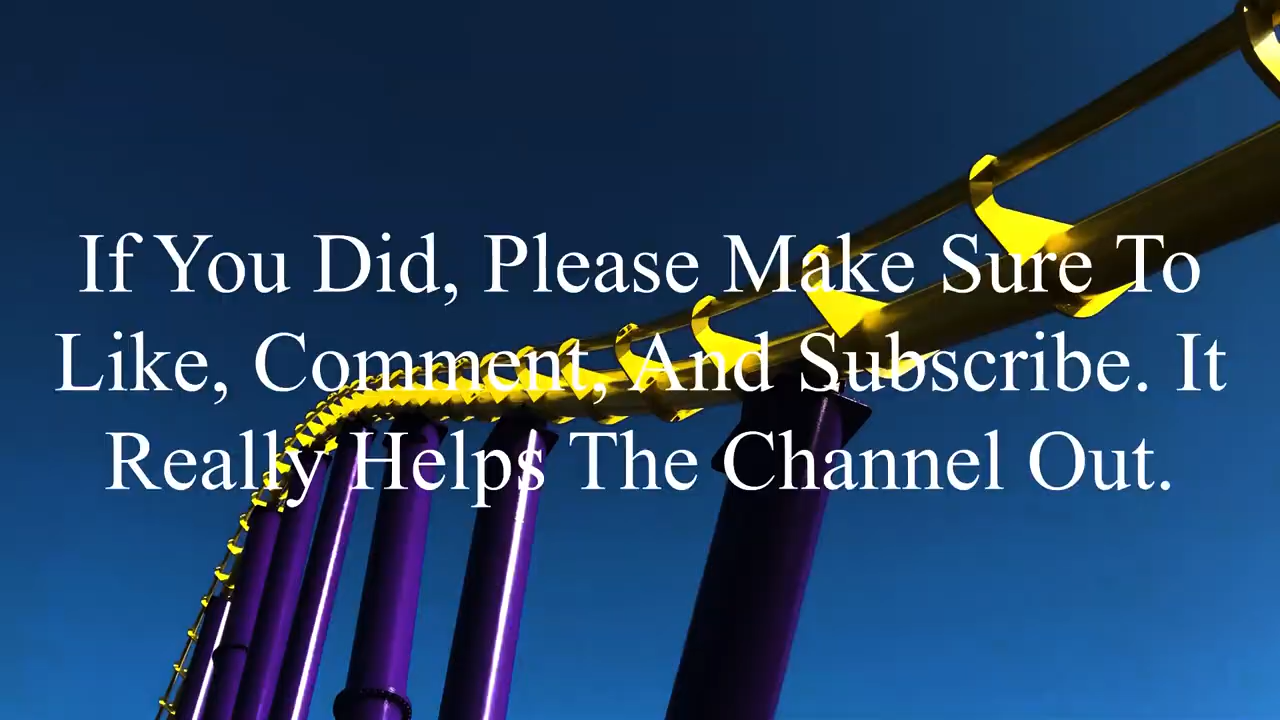 If You Did, Please Make Sure To
Like, Comment, And Subscribe. It
Really Helps The Channel Out.